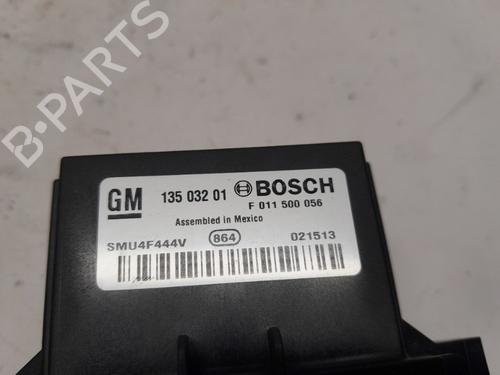 B-PARTS
GM 135 032 01 BOSCH
F 011 500 056
Assembled in Mexico
SMU4F444V 864 021513